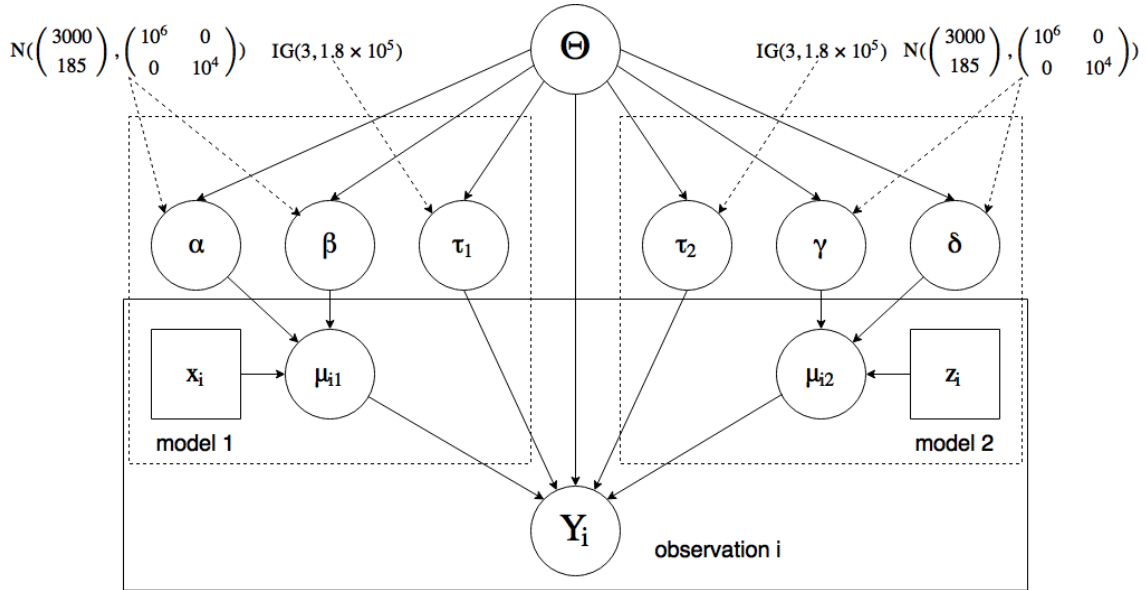 Θ
N((3000 185), (10⁶ 0 0 10⁴)) IG(3, 1.8 × 10⁵)
IG(3, 1.8 × 10⁵) N((3000 185), (10⁶ 0 0 10⁴))
α β τ₁ τ₂ γ δ
xᵢ μᵢ₁ μᵢ₂ zᵢ
model 1 model 2
Yᵢ
observation i